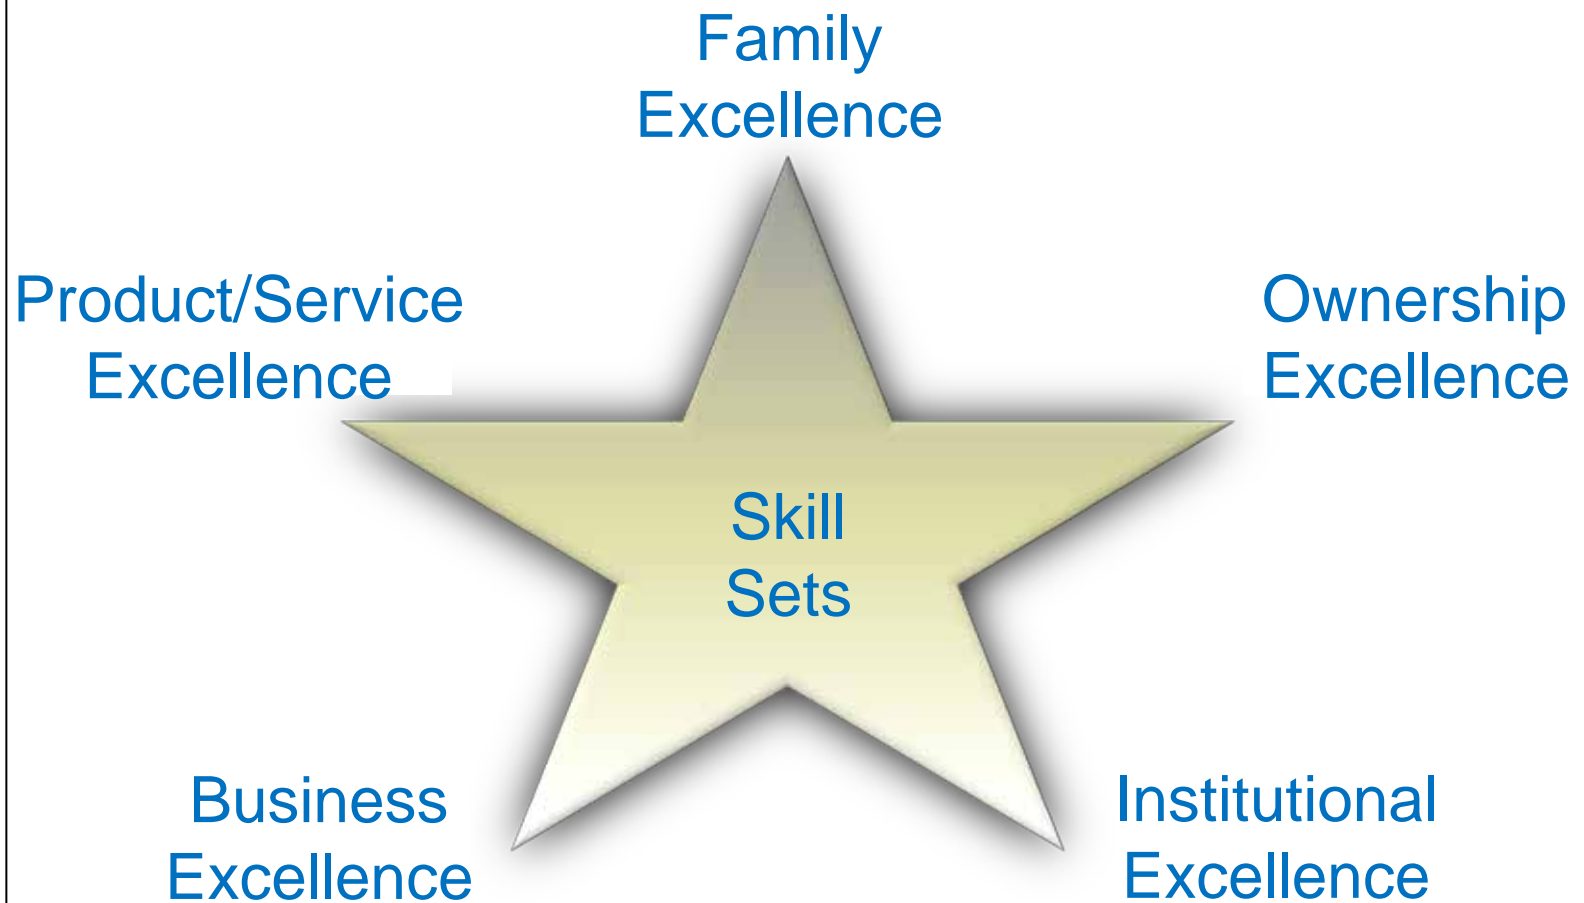 Family
Excellence
Product/Service
Excellence
Ownership
Excellence
Skill
Sets
Business
Excellence
Institutional
Excellence